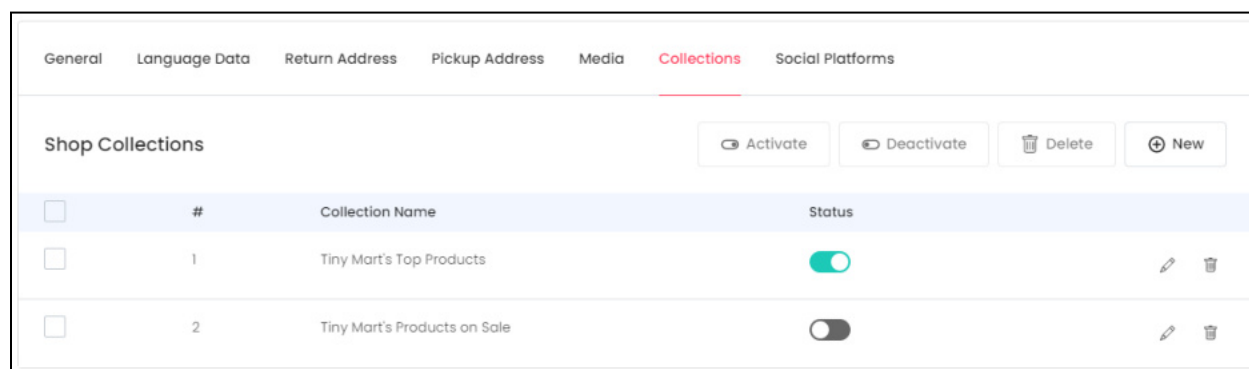 General Language Data Return Address Pickup Address Media Collections Social Platforms
Shop Collections Activate Deactivate Delete New
# Collection Name Status
1 Tiny Mart's Top Products
2 Tiny Mart's Products on Sale